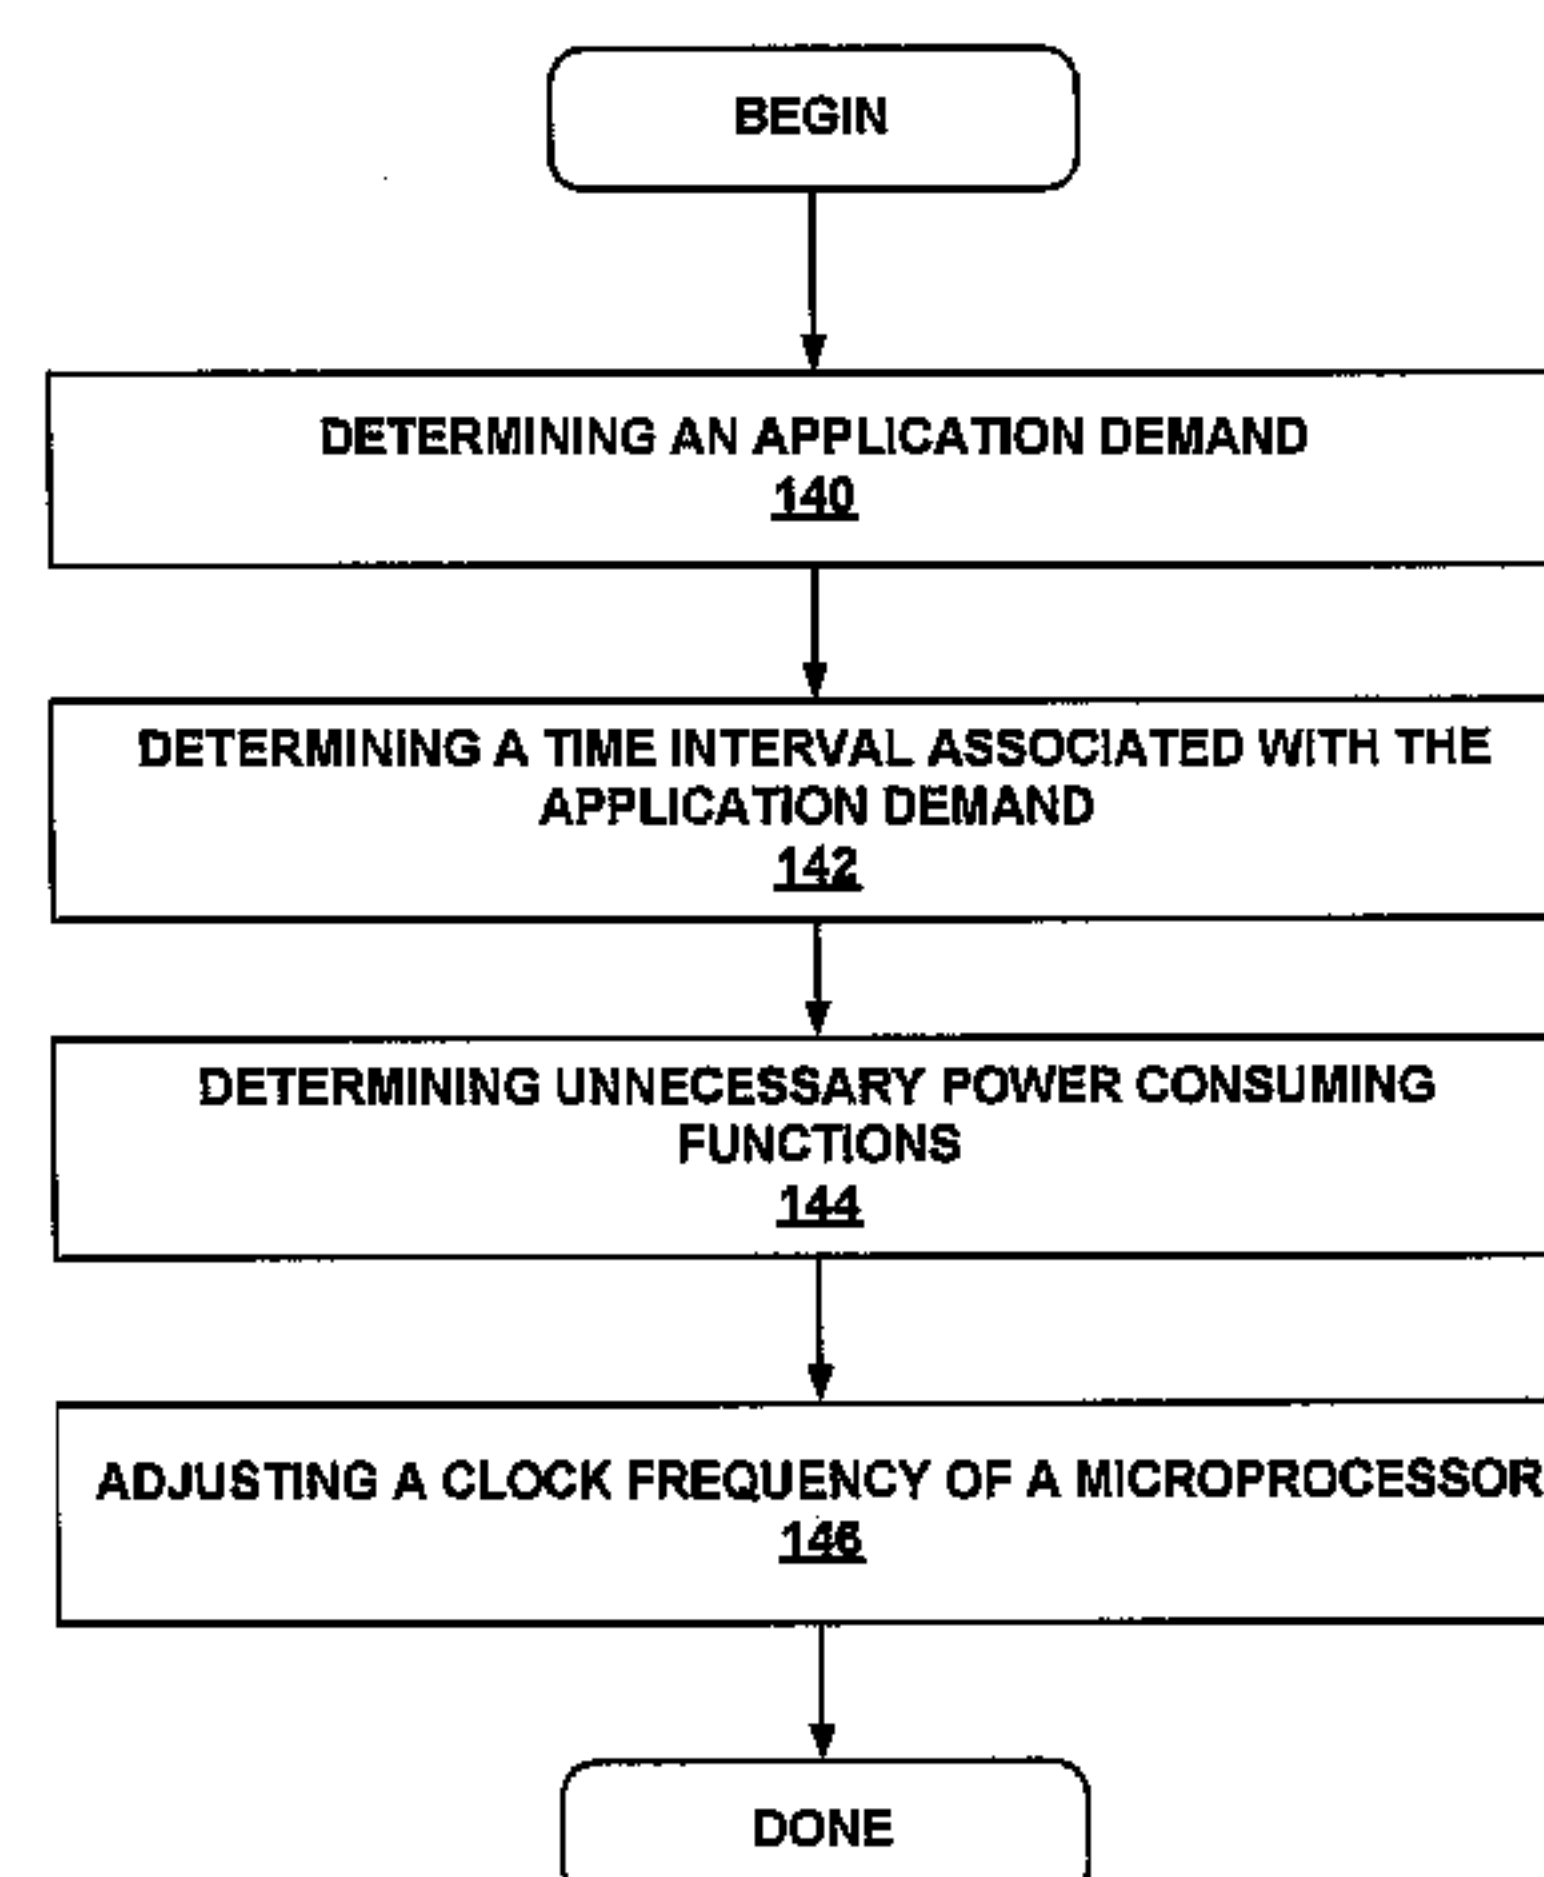 BEGIN
DETERMINING AN APPLICATION DEMAND
140
DETERMINING A TIME INTERVAL ASSOCIATED WITH THE
APPLICATION DEMAND
142
DETERMINING UNNECESSARY POWER CONSUMING
FUNCTIONS
144
ADJUSTING A CLOCK FREQUENCY OF A MICROPROCESSOR
146
DONE